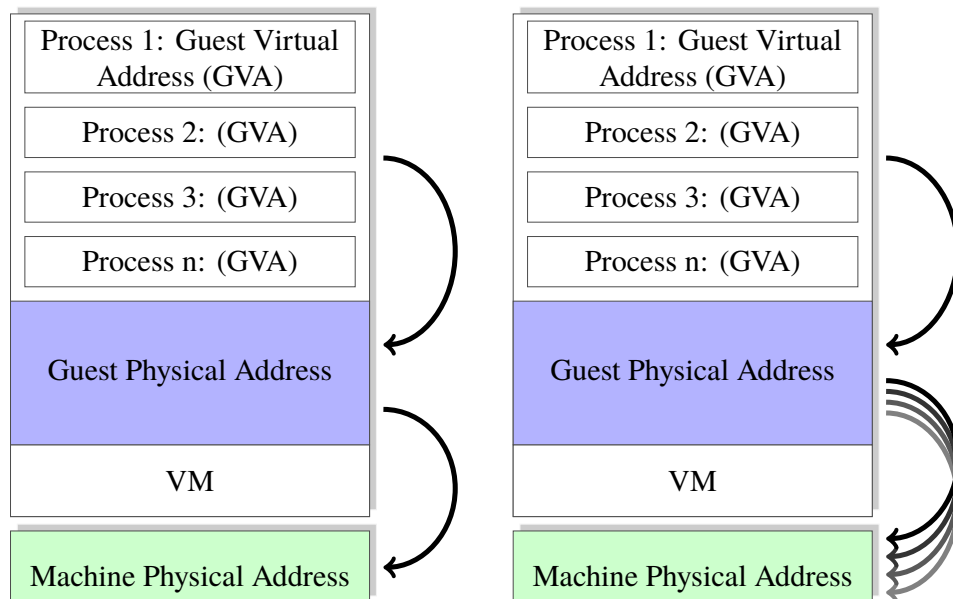 Process 1: Guest Virtual
Address (GVA)
Process 2: (GVA)
Process 3: (GVA)
Process n: (GVA)
Guest Physical Address
VM
Machine Physical Address
Process 1: Guest Virtual
Address (GVA)
Process 2: (GVA)
Process 3: (GVA)
Process n: (GVA)
Guest Physical Address
VM
Machine Physical Address